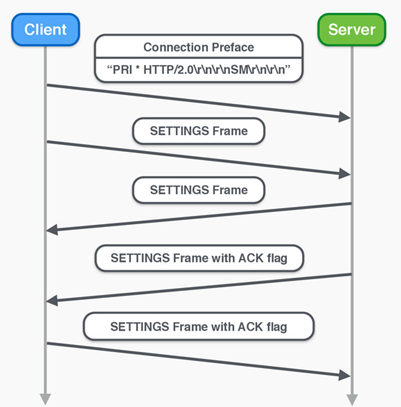 Client
Server
Connection Preface
"PRI * HTTP/2.0\r\n\r\nSM\r\n\r\n"
SETTINGS Frame
SETTINGS Frame
SETTINGS Frame with ACK flag
SETTINGS Frame with ACK flag